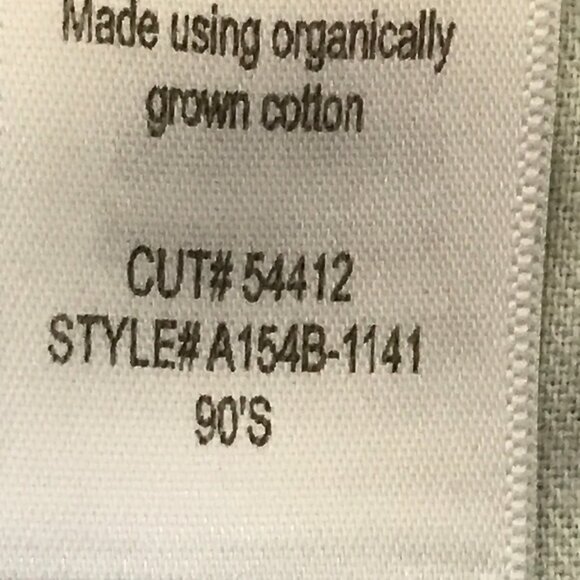 Made using organically
grown cotton
CUT# 54412
STYLE# A154B-1141
90'S